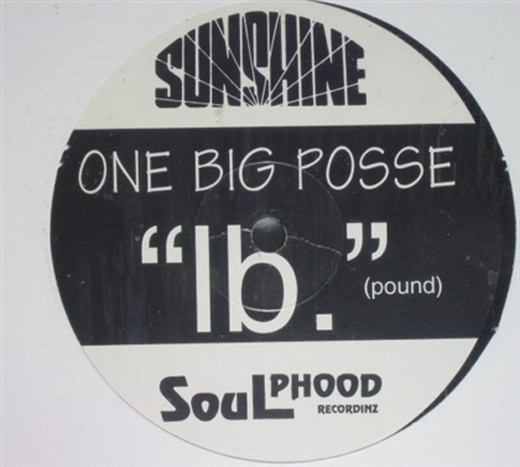 SUNSHINE
ONE BIG POSSE
“lb.”
(pound)
SOULPHOOD
RECORDINZ